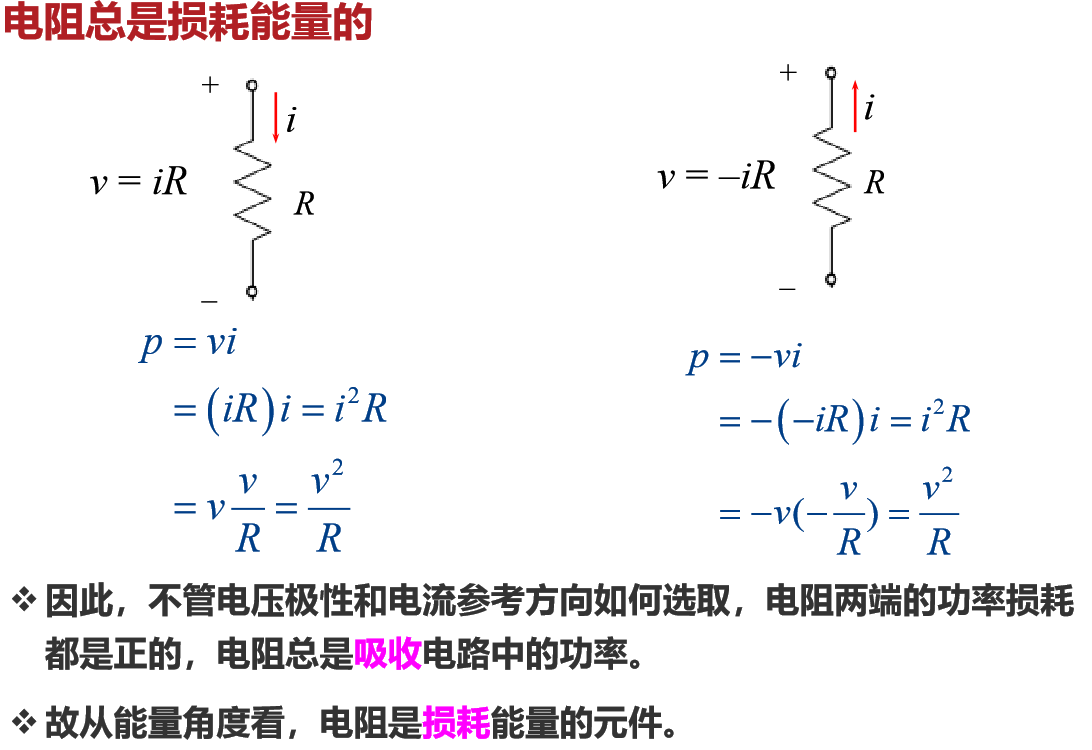 电阻总是损耗能量的
+ +
i i
v = iR R v = –iR R
– –
p = vi
= (iR) i = i²R
= v v/R = v²/R
p = −vi
= −(−iR) i = i²R
= −v(− v/R) = v²/R
❖ 因此，不管电压极性和电流参考方向如何选取，电阻两端的功率损耗
都是正的，电阻总是吸收电路中的功率。
❖ 故从能量角度看，电阻是损耗能量的元件。